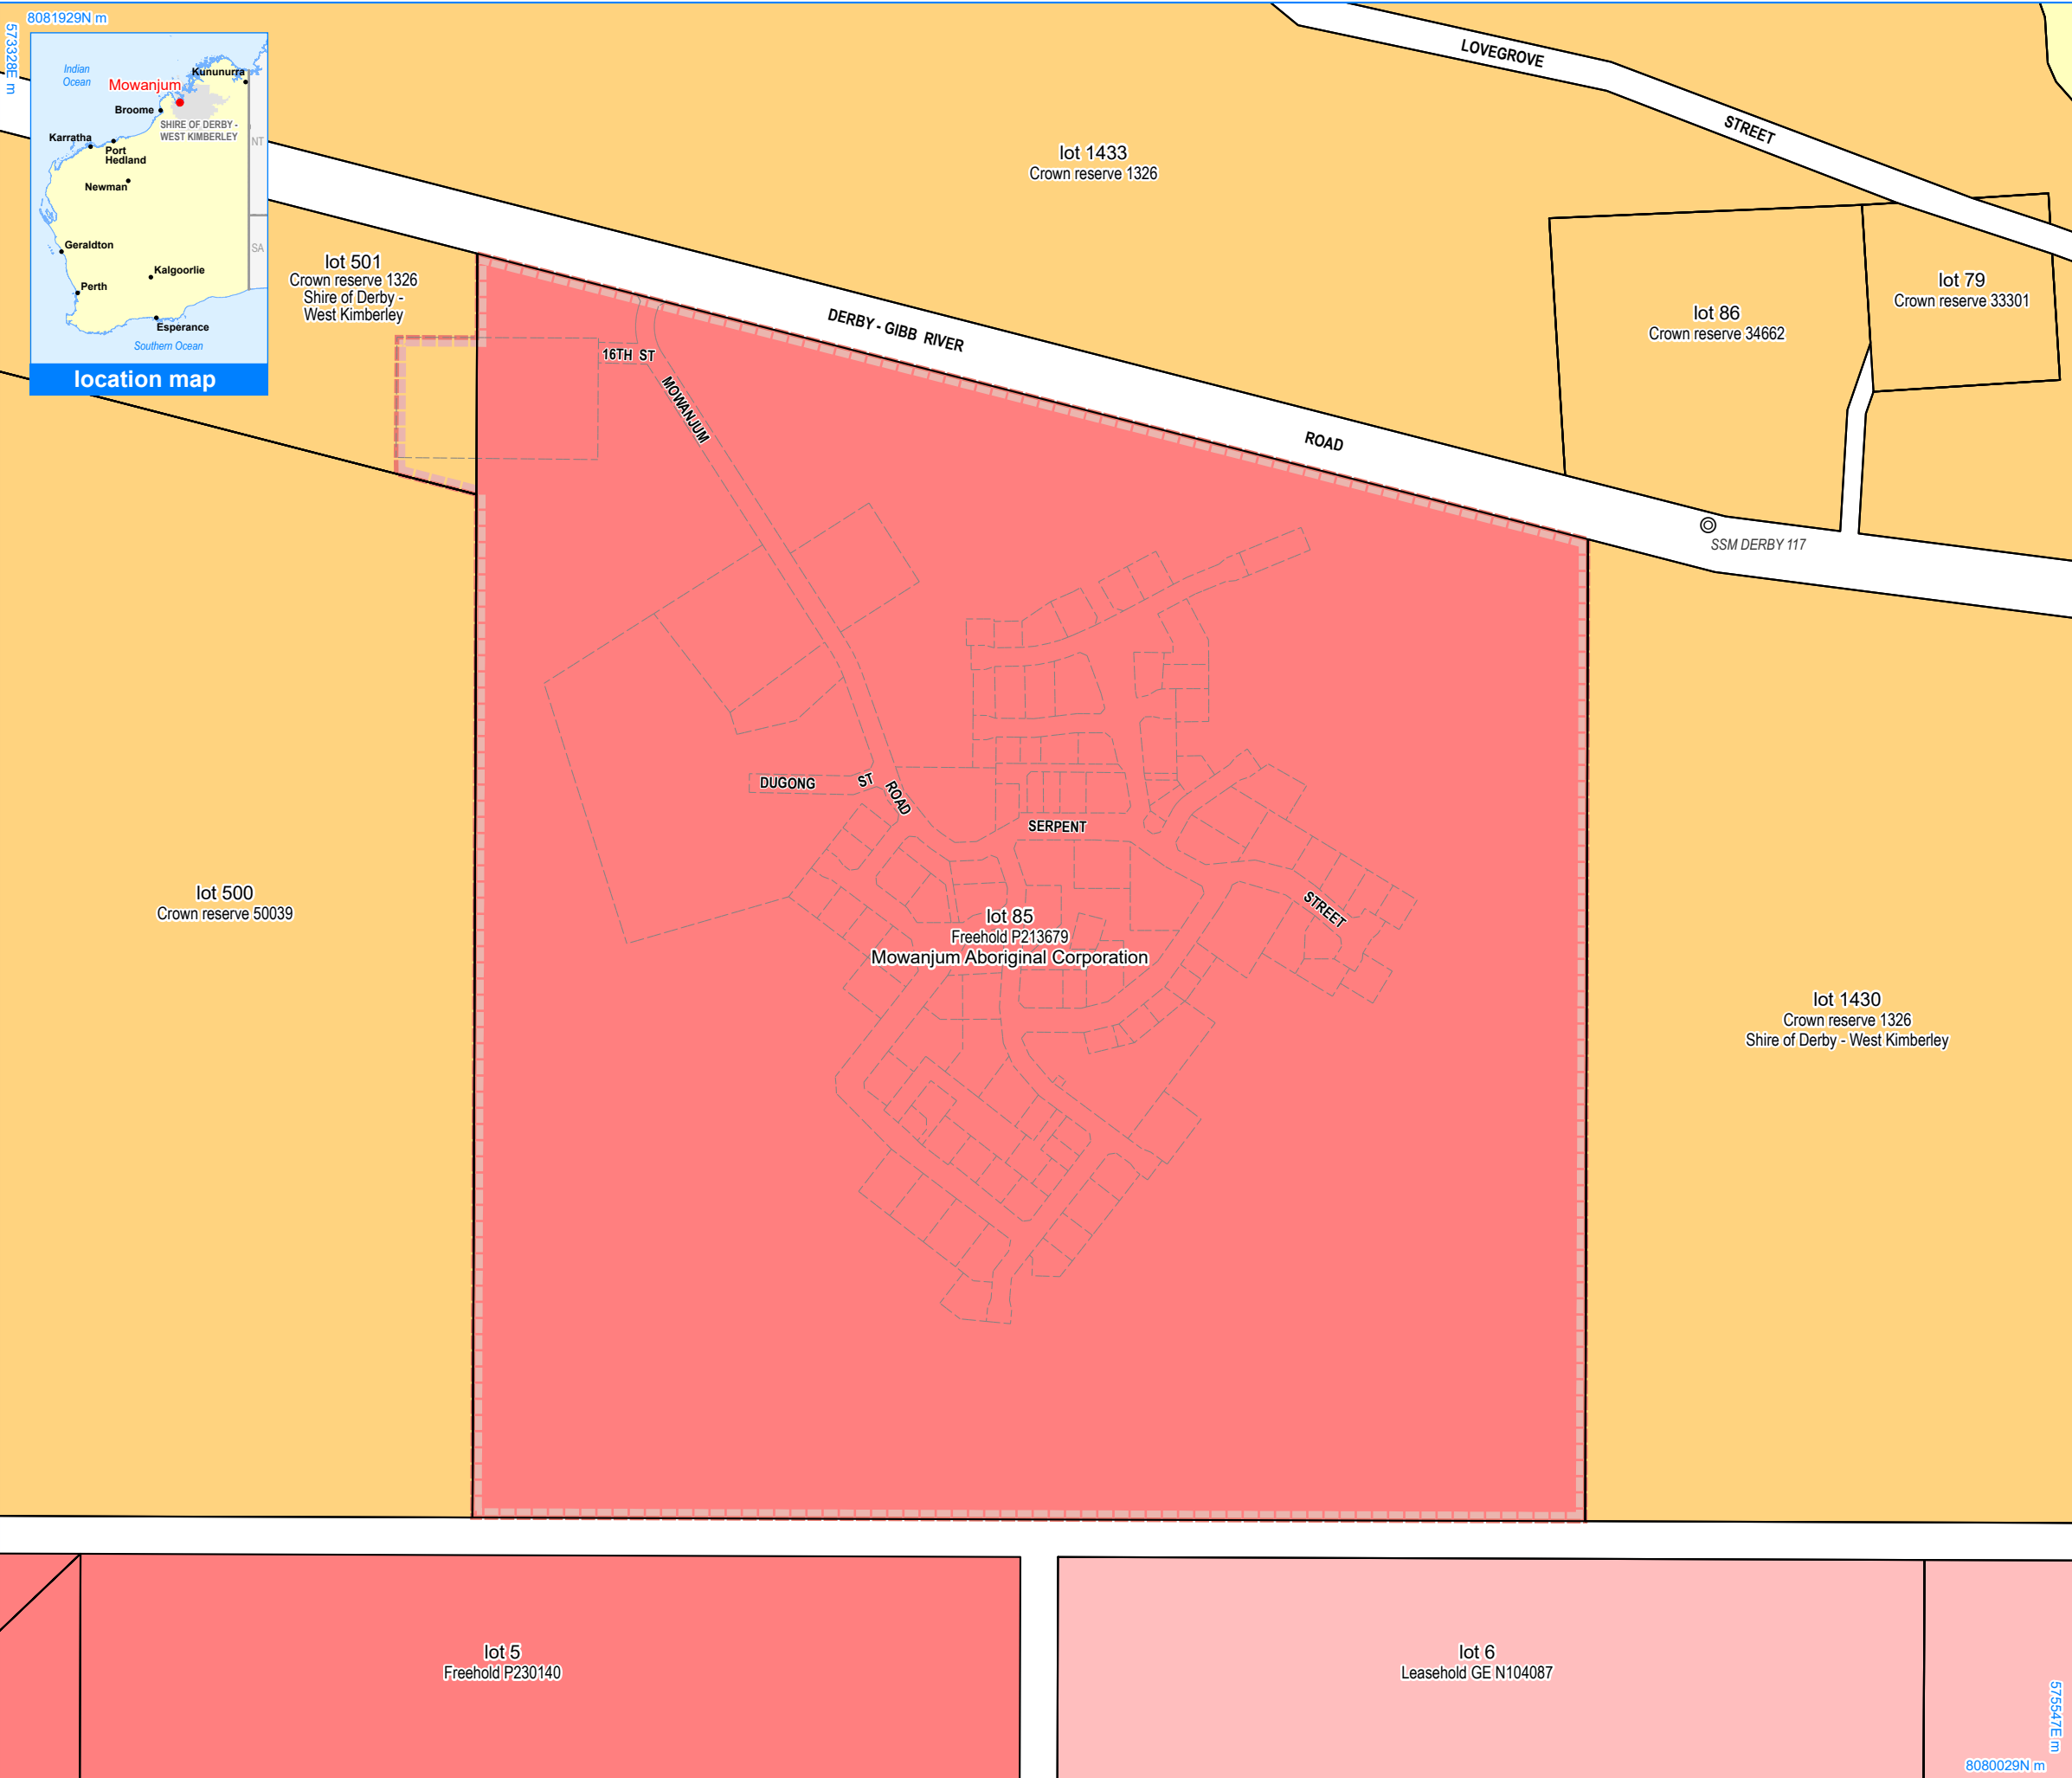 8081929N m
573328E m
Indian
Ocean
Kununurra
Mowanjum
Broome
SHIRE OF DERBY -
WEST KIMBERLEY
Karratha
Port
Hedland
NT
Newman
Geraldton
SA
Kalgoorlie
Perth
Esperance
Southern Ocean
location map
LOVEGROVE
STREET
lot 1433
Crown reserve 1326
lot 501
Crown reserve 1326
Shire of Derby -
West Kimberley
lot 79
Crown reserve 33301
lot 86
Crown reserve 34662
DERBY - GIBB RIVER
ROAD
16TH ST
MOWANJUM
SSM DERBY 117
DUGONG ST
ROAD
SERPENT
STREET
lot 500
Crown reserve 50039
lot 85
Freehold P213679
Mowanjum Aboriginal Corporation
lot 1430
Crown reserve 1326
Shire of Derby - West Kimberley
lot 5
Freehold P230140
lot 6
Leasehold GE N104087
575547E m
8080029N m